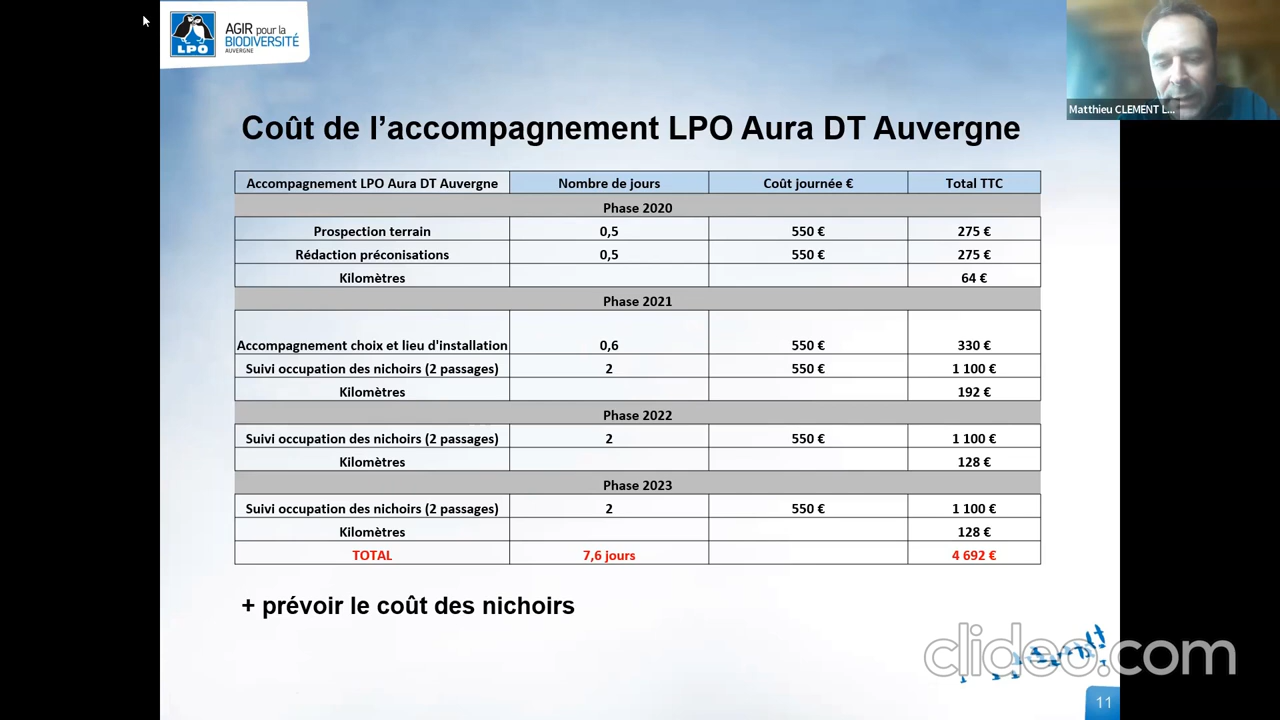 LPO
AGIR pour la
BIODIVERSITÉ
AUVERGNE
Matthieu CLEMENT L...
Coût de l’accompagnement LPO Aura DT Auvergne
Accompagnement LPO Aura DT Auvergne Nombre de jours Coût journée € Total TTC
Phase 2020
Prospection terrain 0,5 550 € 275 €
Rédaction préconisations 0,5 550 € 275 €
Kilomètres 64 €
Phase 2021
Accompagnement choix et lieu d'installation 0,6 550 € 330 €
Suivi occupation des nichoirs (2 passages) 2 550 € 1 100 €
Kilomètres 192 €
Phase 2022
Suivi occupation des nichoirs (2 passages) 2 550 € 1 100 €
Kilomètres 128 €
Phase 2023
Suivi occupation des nichoirs (2 passages) 2 550 € 1 100 €
Kilomètres 128 €
TOTAL 7,6 jours 4 692 €
+ prévoir le coût des nichoirs
clideo.com
11